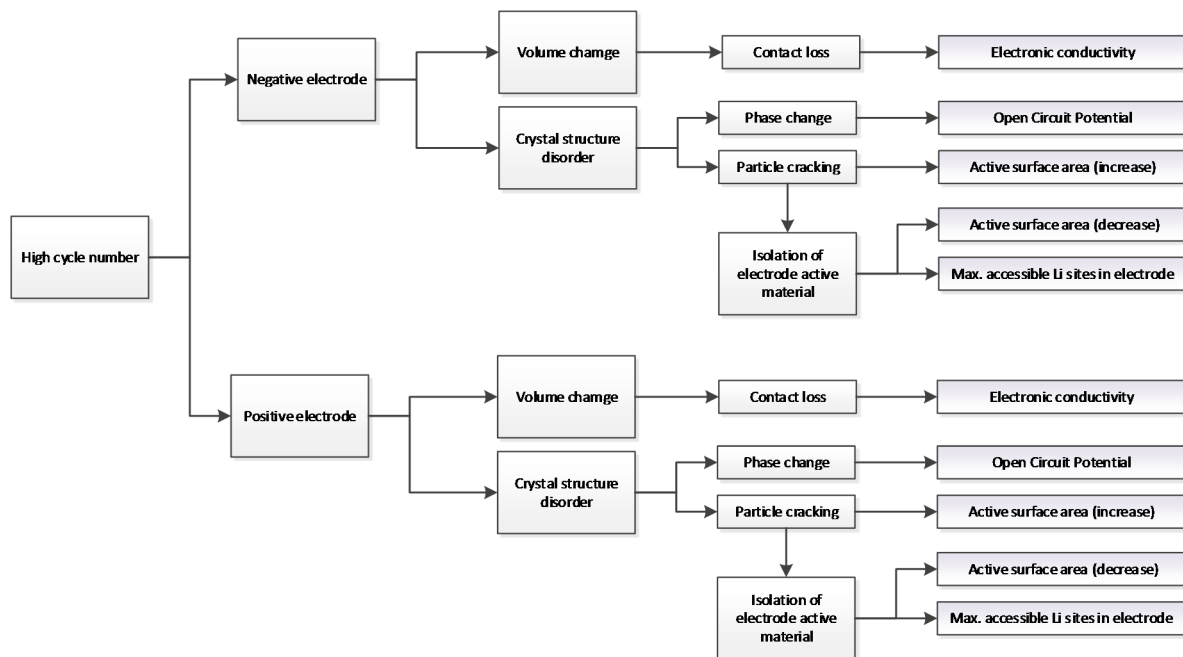 Volume chamge
Contact loss
Electronic conductivity
Negative electrode
Crystal structure
disorder
Phase change
Open Circuit Potential
Particle cracking
Active surface area (increase)
High cycle number
Isolation of
electrode active
material
Active surface area (decrease)
Max. accessible Li sites in electrode
Positive electrode
Volume chamge
Contact loss
Electronic conductivity
Crystal structure
disorder
Phase change
Open Circuit Potential
Particle cracking
Active surface area (increase)
Isolation of
electrode active
material
Active surface area (decrease)
Max. accessible Li sites in electrode